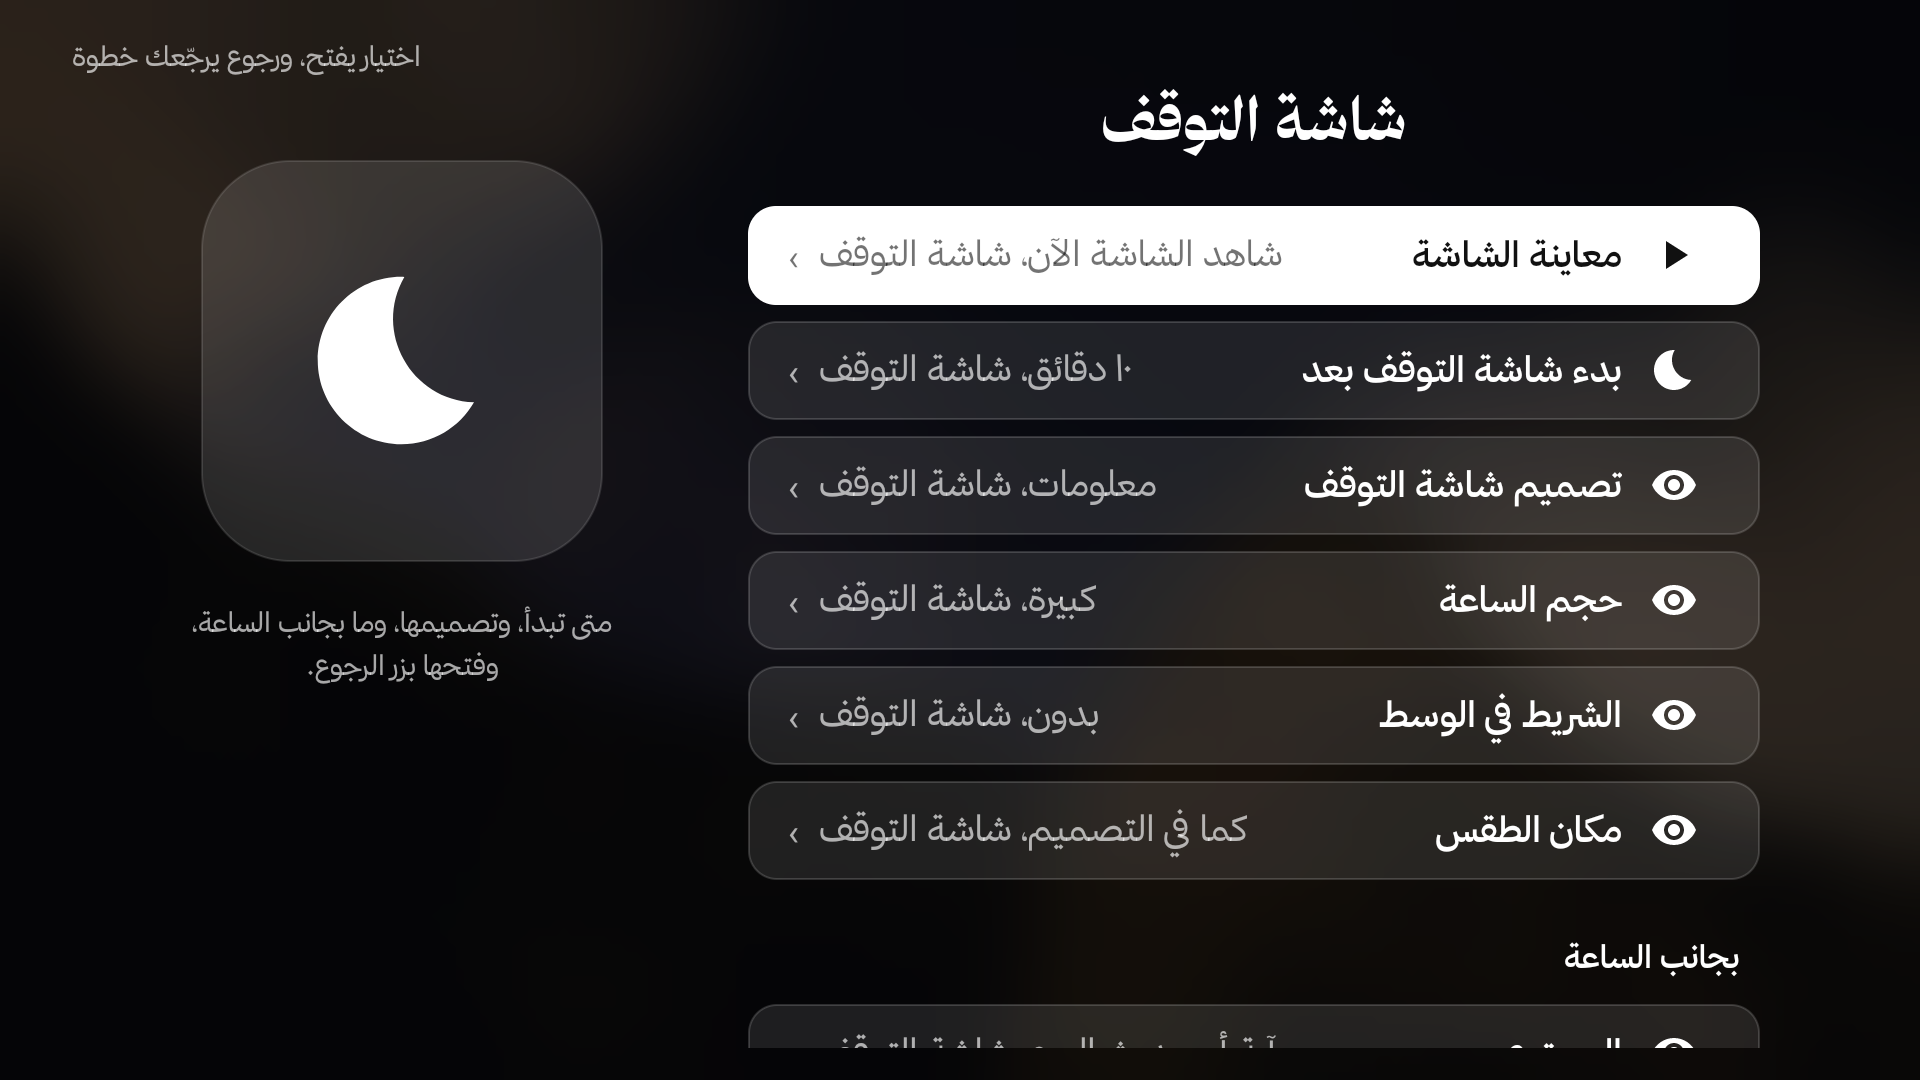 اختيار يفتح، ورجوع يرجّعك خطوة
شاشة التوقف
معاينة الشاشة شاهد الشاشة الآن، شاشة التوقف ›
بدء شاشة التوقف بعد ١٠ دقائق، شاشة التوقف ›
تصميم شاشة التوقف معلومات، شاشة التوقف ›
حجم الساعة كبيرة، شاشة التوقف ›
الشريط في الوسط بدون، شاشة التوقف ›
مكان الطقس كما في التصميم، شاشة التوقف ›
بجانب الساعة
شاشة التوقف
متى تبدأ، وتصميمها، وما بجانب الساعة،
وفتحها بزر الرجوع.